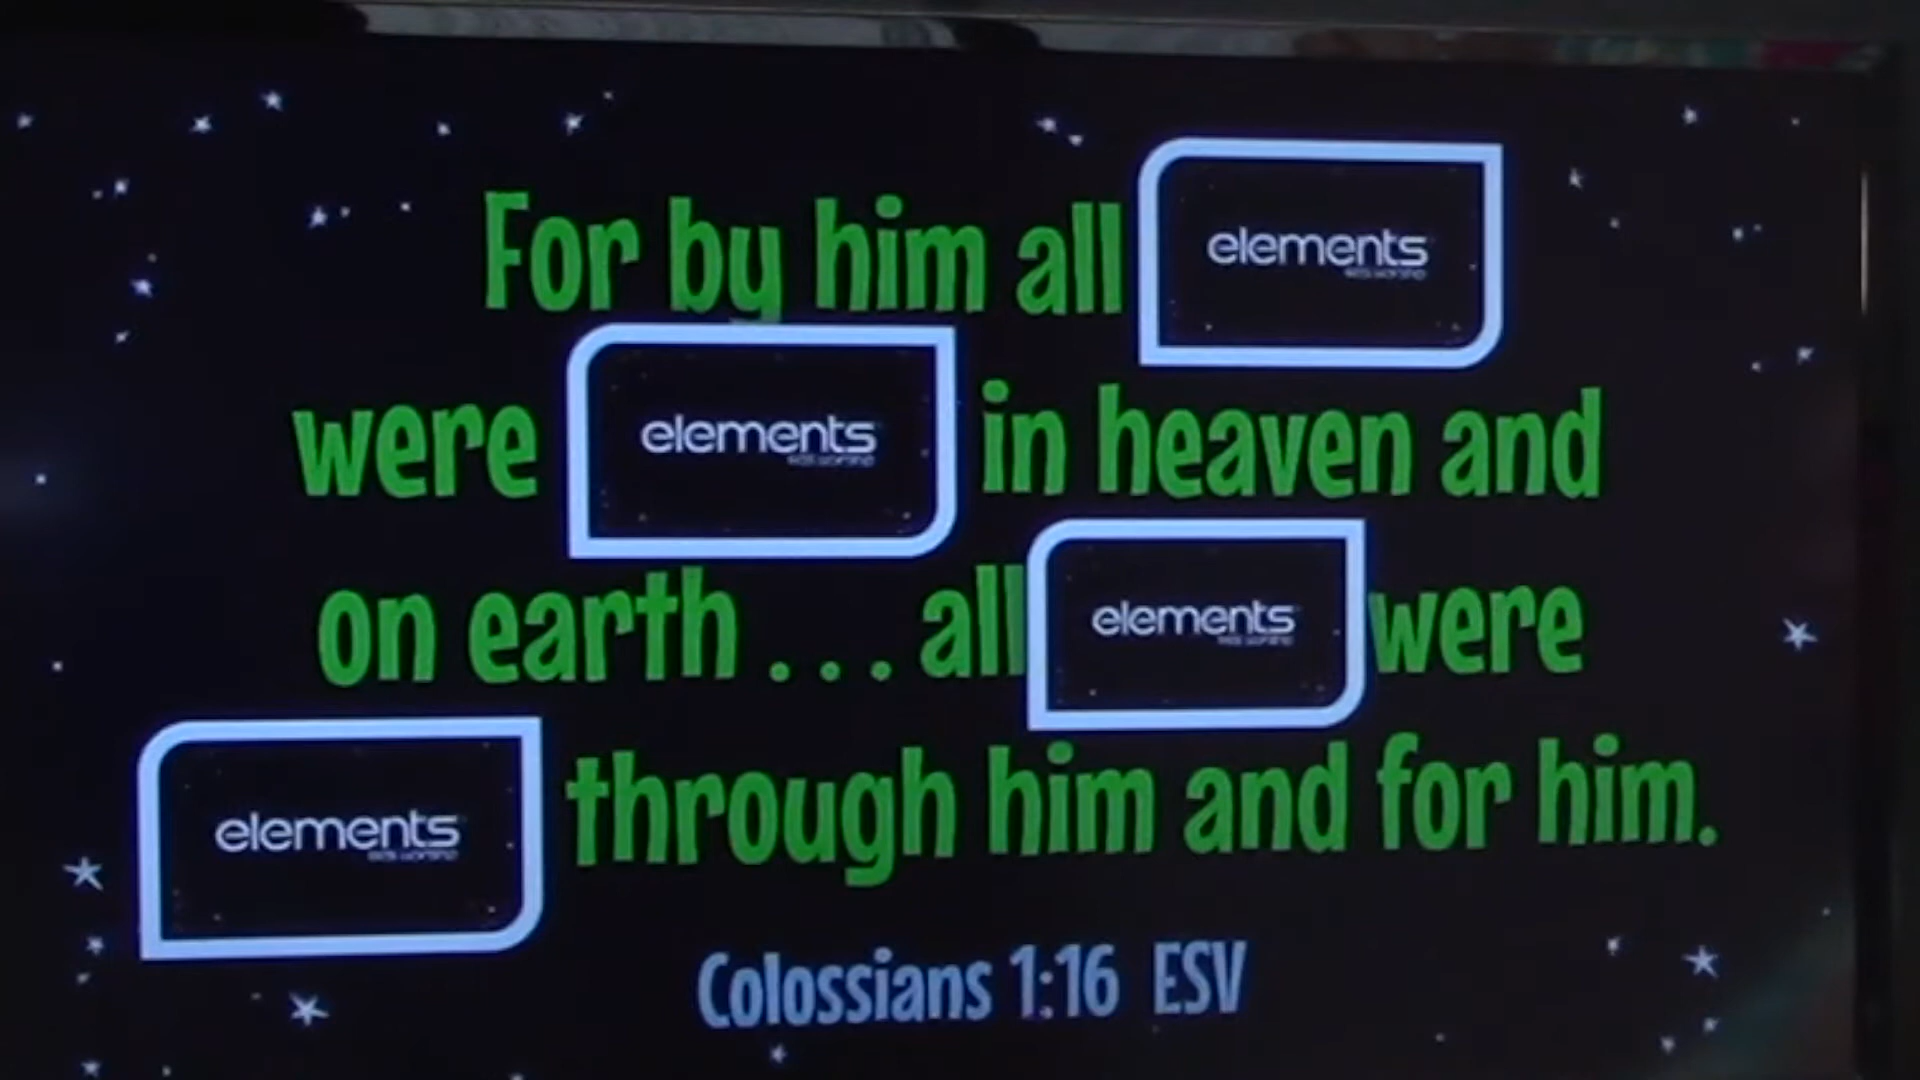 For by him all elements
were elements in heaven and
on earth . . . all elements were
elements through him and for him.
Colossians 1:16 ESV